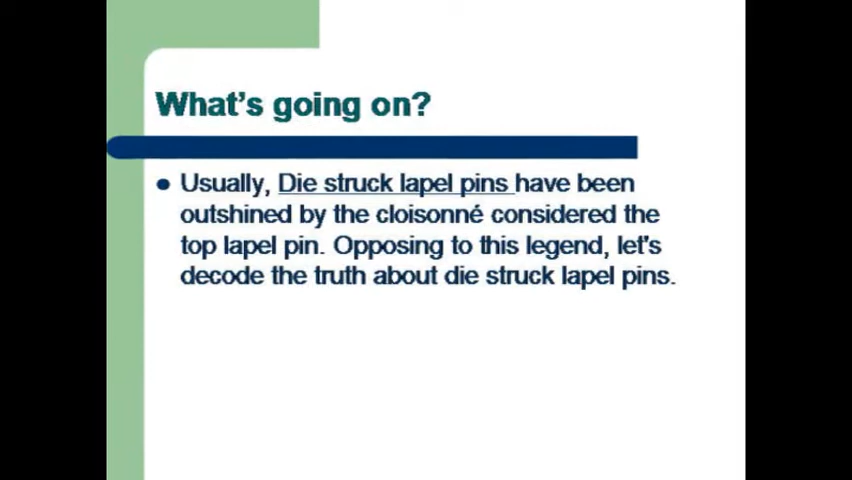 What's going on?
Usually, Die struck lapel pins have been
outshined by the cloisonné considered the
top lapel pin. Opposing to this legend, let's
decode the truth about die struck lapel pins.